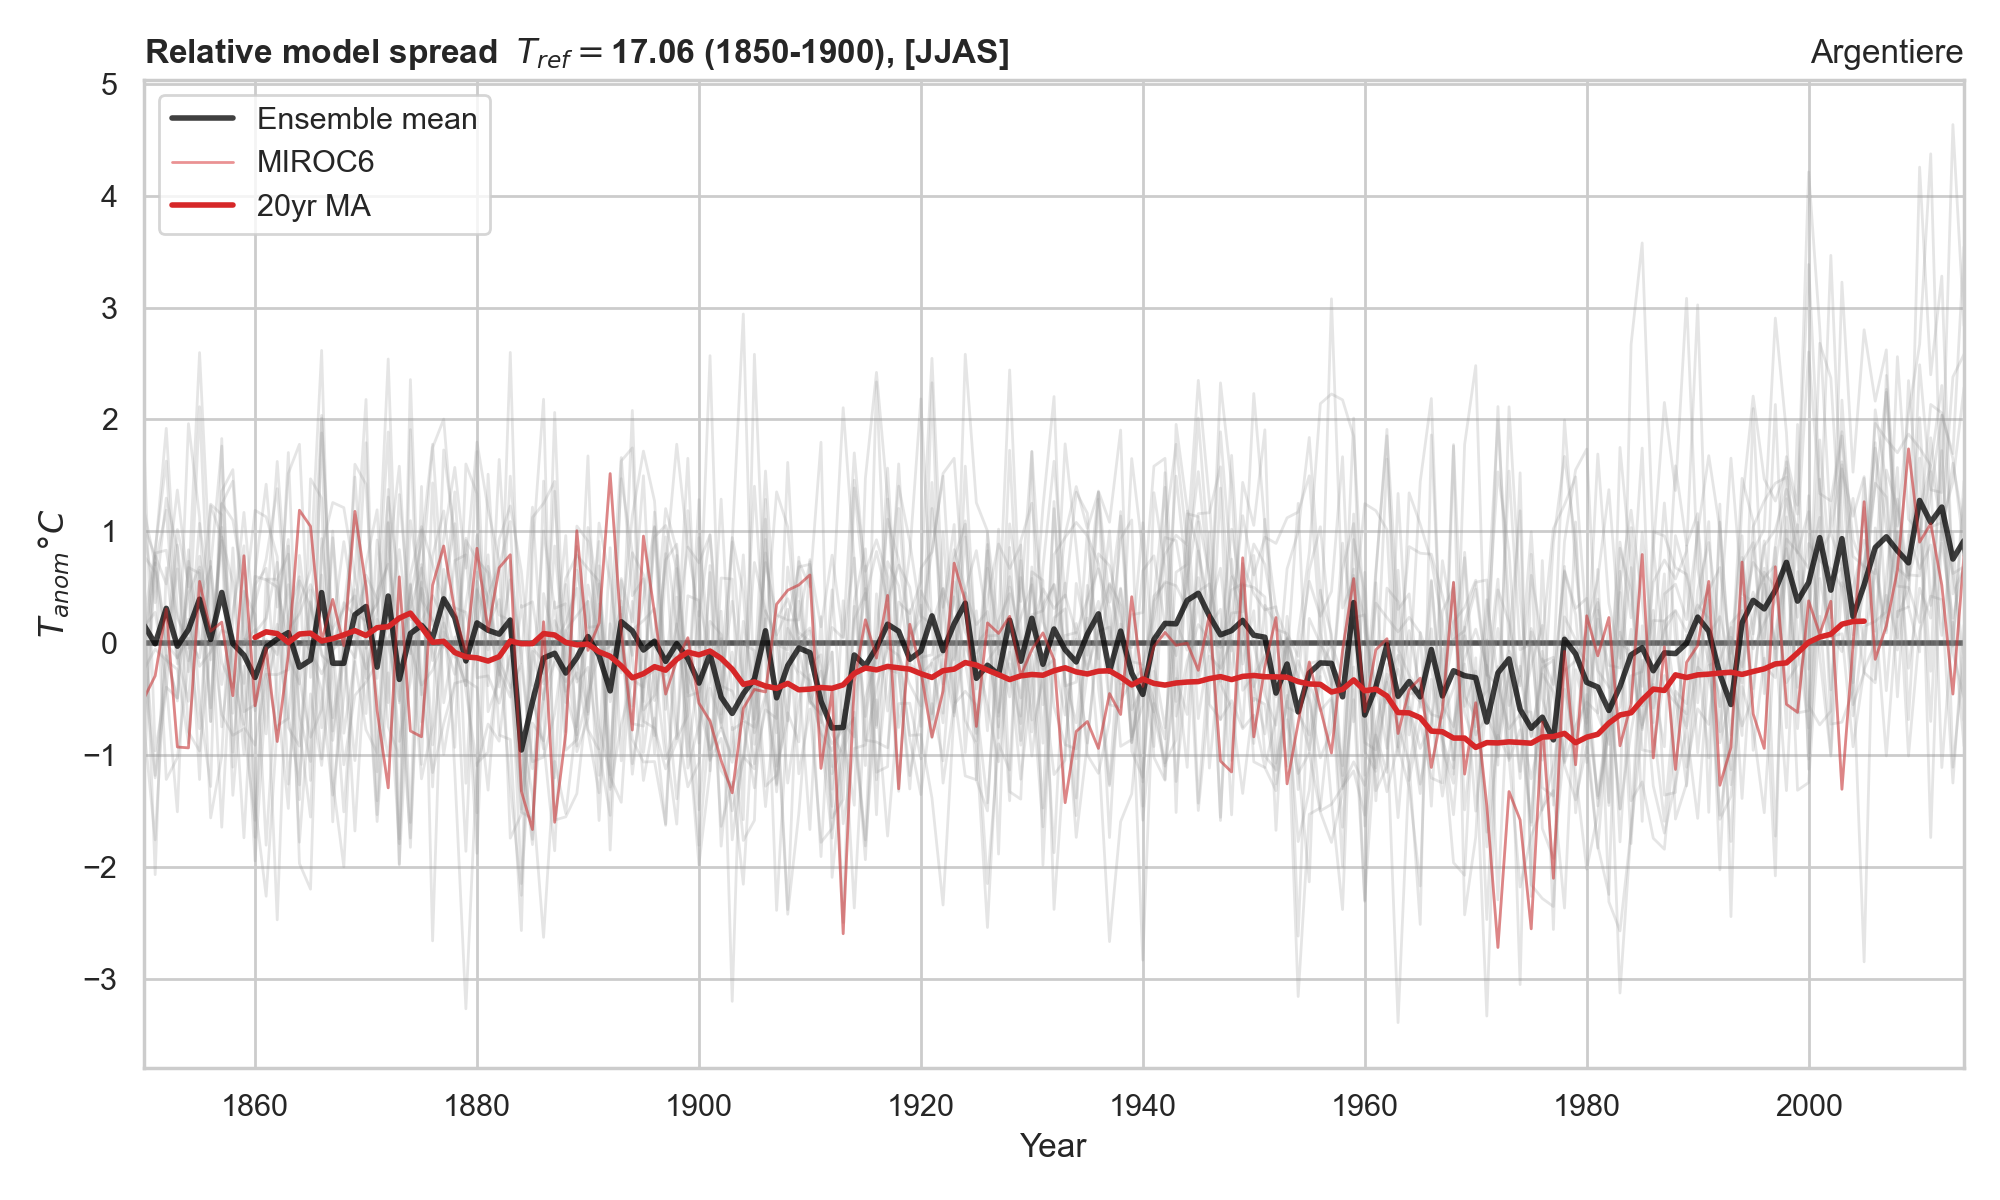 Relative model spread T_ref = 17.06 (1850-1900), [JJAS]
Argentiere
Ensemble mean
MIROC6
20yr MA
5
4
3
2
1
0
−1
−2
−3
T_anom °C
1860 1880 1900 1920 1940 1960 1980 2000
Year